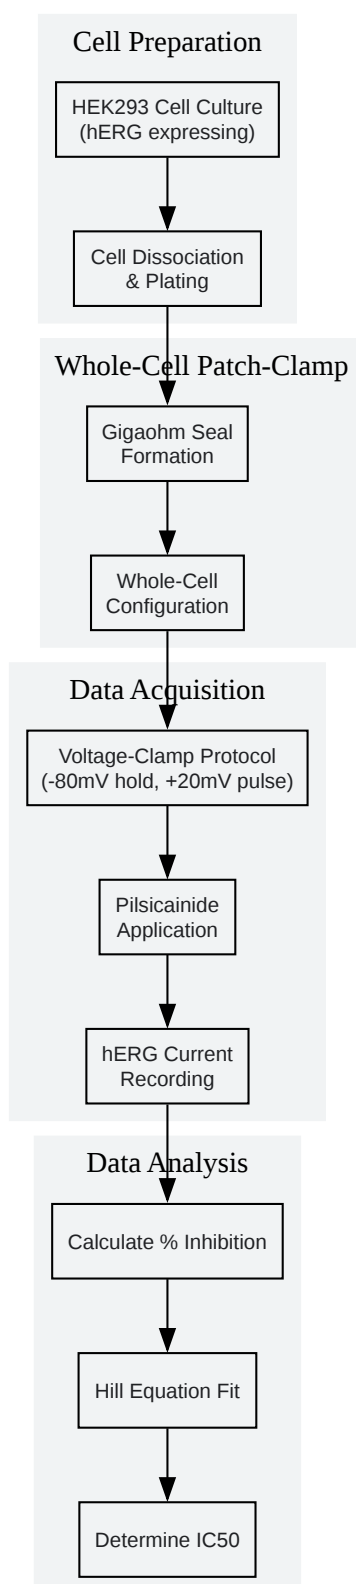 Cell Preparation
HEK293 Cell Culture
(hERG expressing)
Cell Dissociation
& Plating
Whole-Cell Patch-Clamp
Gigaohm Seal
Formation
Whole-Cell
Configuration
Data Acquisition
Voltage-Clamp Protocol
(-80mV hold, +20mV pulse)
Pilsicainide
Application
hERG Current
Recording
Data Analysis
Calculate % Inhibition
Hill Equation Fit
Determine IC50